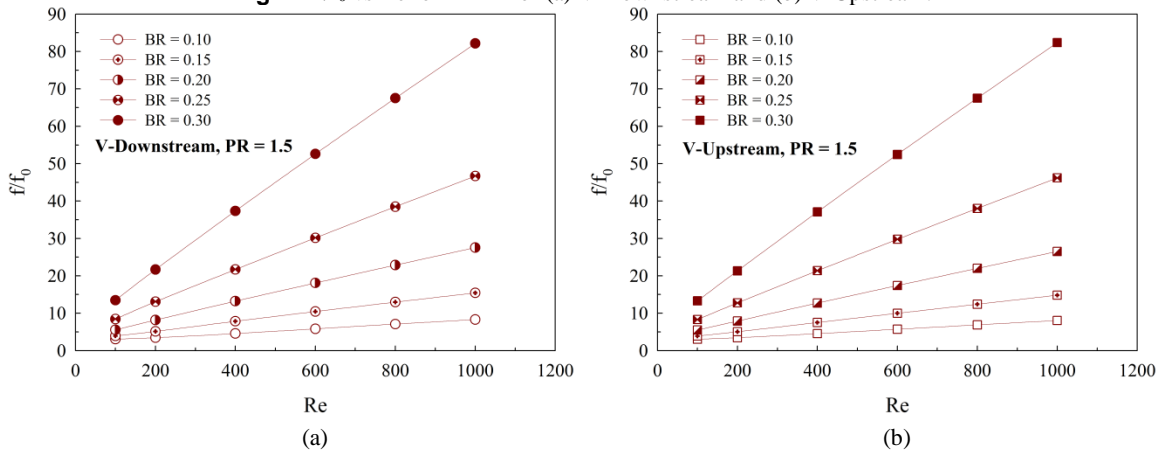 90
80
70
60
50
40
30
20
10
0
f/f0
BR = 0.10
BR = 0.15
BR = 0.20
BR = 0.25
BR = 0.30
V-Downstream, PR = 1.5
0 200 400 600 800 1000 1200
Re
(a)
90
80
70
60
50
40
30
20
10
0
f/f0
BR = 0.10
BR = 0.15
BR = 0.20
BR = 0.25
BR = 0.30
V-Upstream, PR = 1.5
0 200 400 600 800 1000 1200
Re
(b)